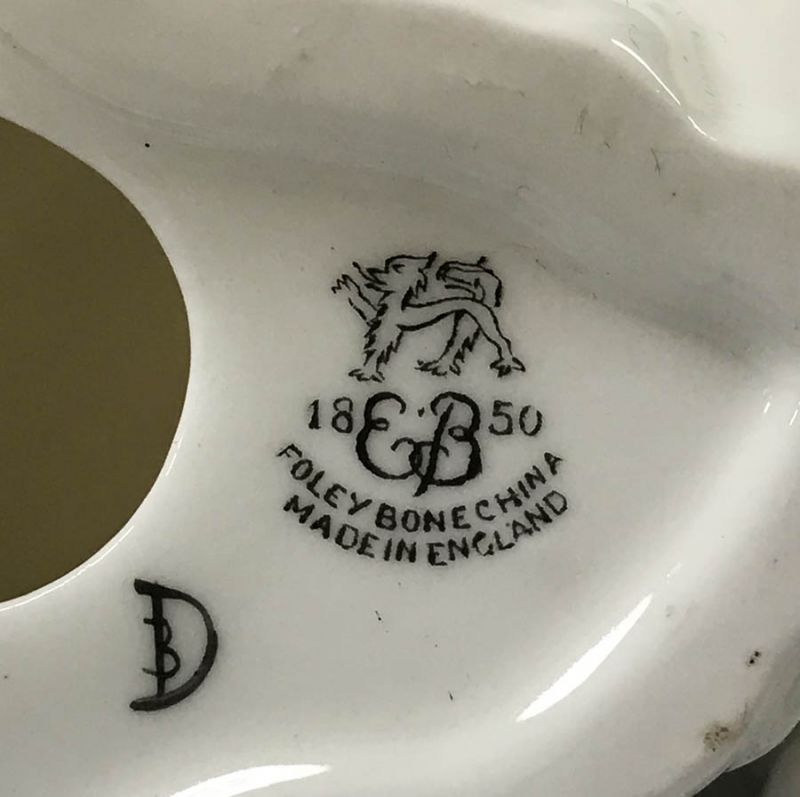 18 EB 50
FOLEY BONE CHINA
MADE IN ENGLAND